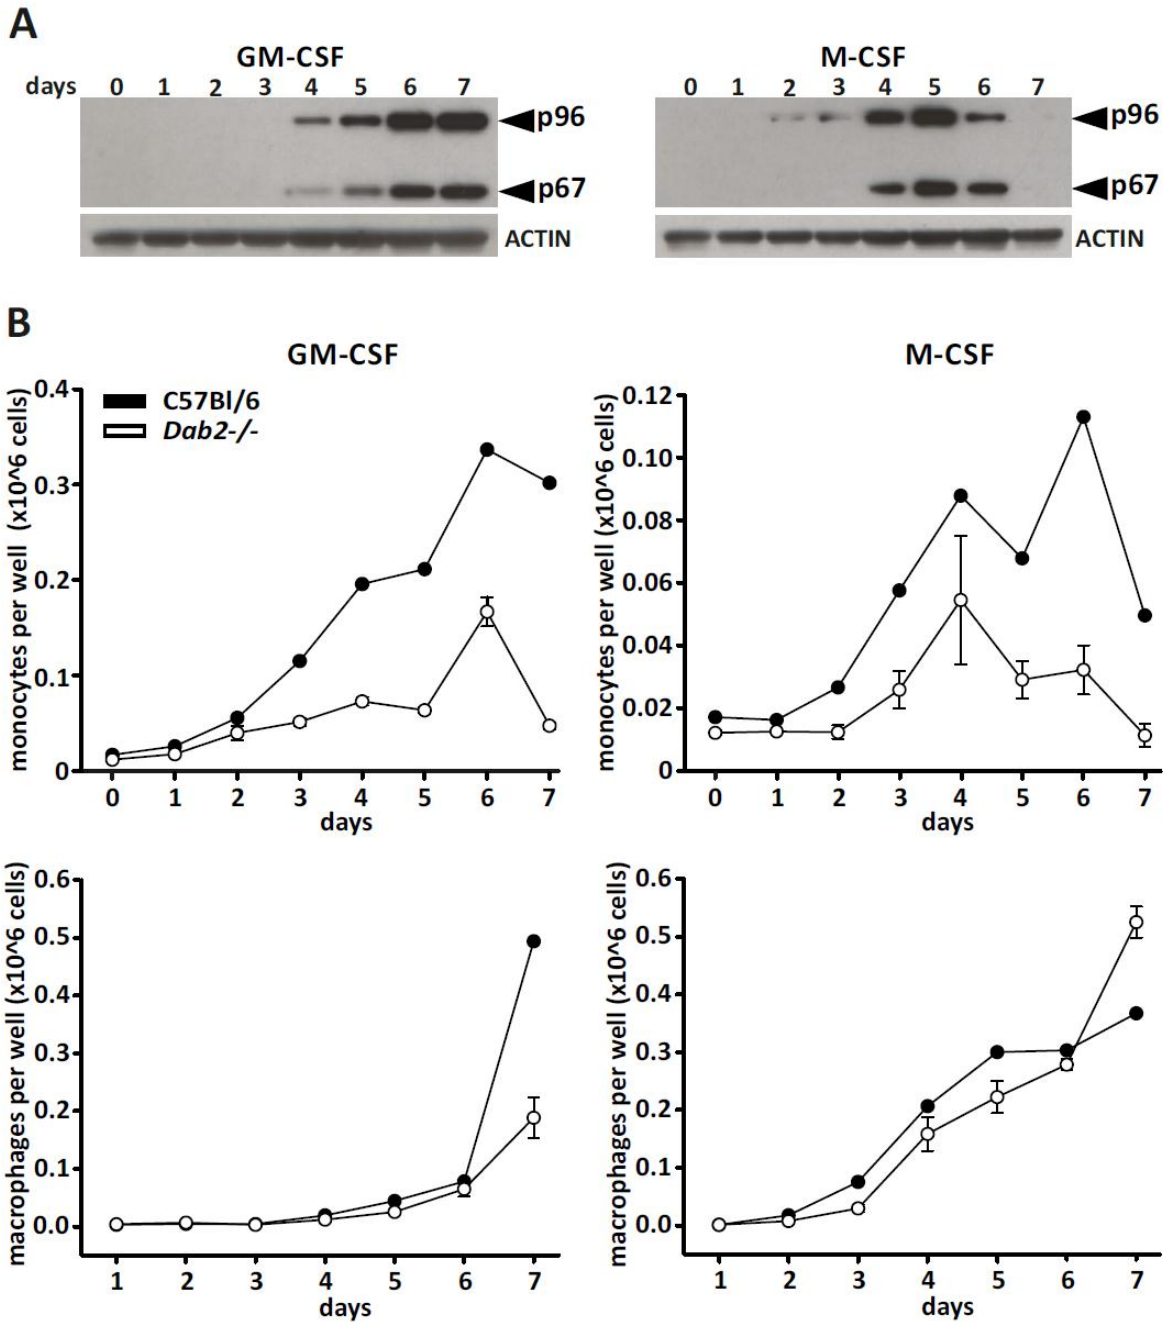 A
GM-CSF
M-CSF
days 0 1 2 3 4 5 6 7
0 1 2 3 4 5 6 7
p96
p67
ACTIN
p96
p67
ACTIN
B
GM-CSF
monocytes per well (x10^6 cells)
0.4
0.3
0.2
0.1
0
C57Bl/6
Dab2-/-
0 1 2 3 4 5 6 7
days
M-CSF
monocytes per well (x10^6 cells)
0.12
0.10
0.08
0.06
0.04
0.02
0
0 1 2 3 4 5 6 7
days
macrophages per well (x10^6 cells)
0.6
0.5
0.4
0.3
0.2
0.1
0.0
1 2 3 4 5 6 7
days
macrophages per well (x10^6 cells)
0.6
0.5
0.4
0.3
0.2
0.1
0.0
1 2 3 4 5 6 7
days